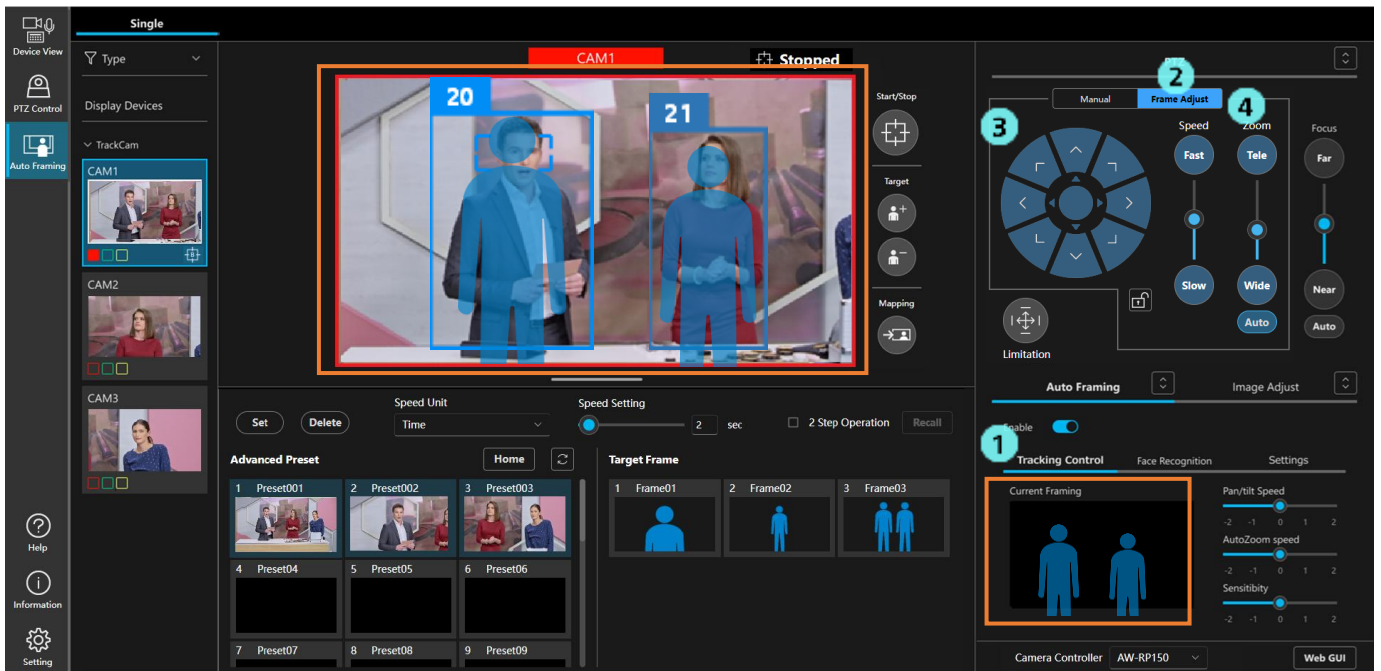 Single
Device View
PTZ Control
Auto Framing
Help
Information
Setting
Type
Display Devices
TrackCam
CAM1
CAM2
CAM3
CAM1
Stopped
20
21
Start/Stop
Target
Mapping
Set
Delete
Speed Unit
Time
Speed Setting
2
sec
2 Step Operation
Recall
Advanced Preset
Home
1 Preset001
2 Preset002
3 Preset003
4 Preset04
5 Preset05
6 Preset06
7 Preset07
8 Preset08
9 Preset09
Target Frame
1 Frame01
2 Frame02
3 Frame03
2
Manual
Frame Adjust
3
4
Speed
Zoom
Focus
Fast
Tele
Far
Slow
Wide
Near
Auto
Auto
Limitation
Auto Framing
Image Adjust
Enable
1
Tracking Control
Face Recognition
Settings
Current Framing
Pan/tilt Speed
-2 -1 0 1 2
AutoZoom speed
-2 -1 0 1 2
Sensitibity
-2 -1 0 1 2
Camera Controller
AW-RP150
Web GUI